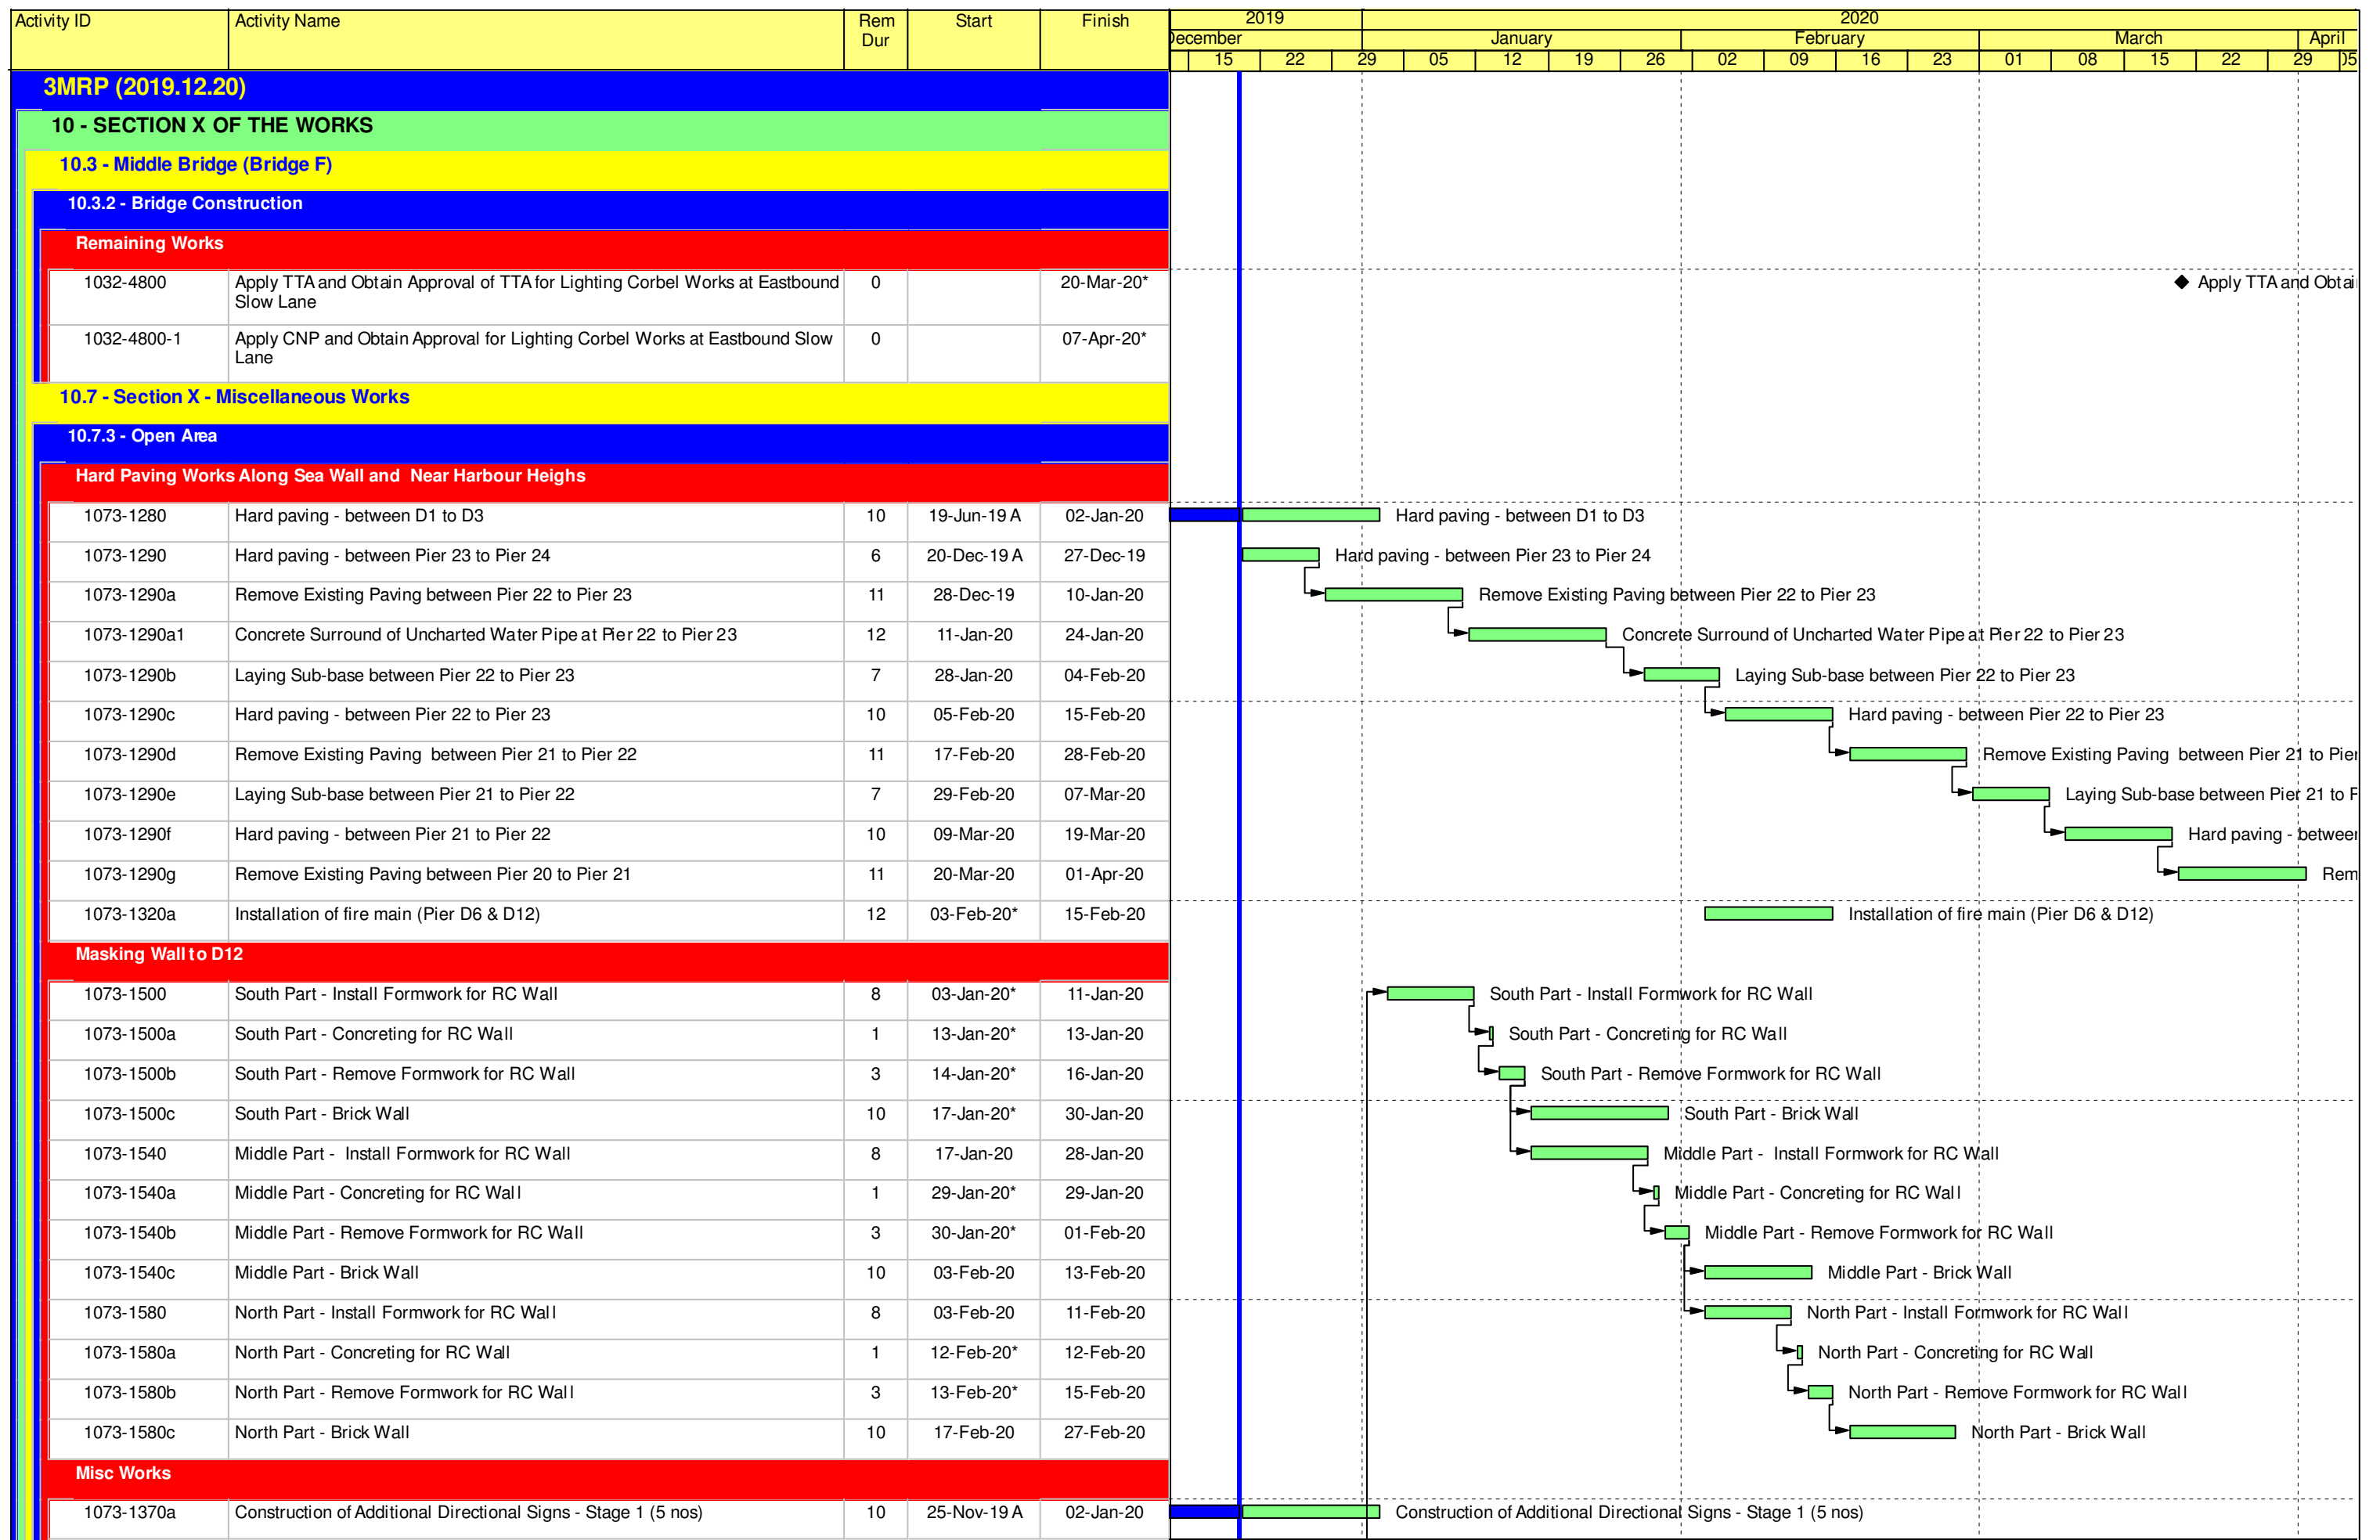 Activity ID Activity Name Rem Dur Start Finish
2019 2020
December January February March April
15 22 29 05 12 19 26 02 09 16 23 01 08 15 22 29 05
3MRP (2019.12.20)
10 - SECTION X OF THE WORKS
10.3 - Middle Bridge (Bridge F)
10.3.2 - Bridge Construction
Remaining Works
1032-4800 Apply TTA and Obtain Approval of TTA for Lighting Corbel Works at Eastbound 0 20-Mar-20* Apply TTA and Obtai
Slow Lane
1032-4800-1 Apply CNP and Obtain Approval for Lighting Corbel Works at Eastbound Slow 0 07-Apr-20*
Lane
10.7 - Section X - Miscellaneous Works
10.7.3 - Open Area
Hard Paving Works Along Sea Wall and Near Harbour Heighs
1073-1280 Hard paving - between D1 to D3 10 19-Jun-19 A 02-Jan-20 Hard paving - between D1 to D3
1073-1290 Hard paving - between Pier 23 to Pier 24 6 20-Dec-19 A 27-Dec-19 Hard paving - between Pier 23 to Pier 24
1073-1290a Remove Existing Paving between Pier 22 to Pier 23 11 28-Dec-19 10-Jan-20 Remove Existing Paving between Pier 22 to Pier 23
1073-1290a1 Concrete Surround of Uncharted Water Pipe at Pier 22 to Pier 23 12 11-Jan-20 24-Jan-20 Concrete Surround of Uncharted Water Pipe at Pier 22 to Pier 23
1073-1290b Laying Sub-base between Pier 22 to Pier 23 7 28-Jan-20 04-Feb-20 Laying Sub-base between Pier 22 to Pier 23
1073-1290c Hard paving - between Pier 22 to Pier 23 10 05-Feb-20 15-Feb-20 Hard paving - between Pier 22 to Pier 23
1073-1290d Remove Existing Paving between Pier 21 to Pier 22 11 17-Feb-20 28-Feb-20 Remove Existing Paving between Pier 21 to Pier
1073-1290e Laying Sub-base between Pier 21 to Pier 22 7 29-Feb-20 07-Mar-20 Laying Sub-base between Pier 21 to P
1073-1290f Hard paving - between Pier 21 to Pier 22 10 09-Mar-20 19-Mar-20 Hard paving - between
1073-1290g Remove Existing Paving between Pier 20 to Pier 21 11 20-Mar-20 01-Apr-20 Rem
1073-1320a Installation of fire main (Pier D6 & D12) 12 03-Feb-20* 15-Feb-20 Installation of fire main (Pier D6 & D12)
Masking Wall to D12
1073-1500 South Part - Install Formwork for RC Wall 8 03-Jan-20* 11-Jan-20 South Part - Install Formwork for RC Wall
1073-1500a South Part - Concreting for RC Wall 1 13-Jan-20* 13-Jan-20 South Part - Concreting for RC Wall
1073-1500b South Part - Remove Formwork for RC Wall 3 14-Jan-20* 16-Jan-20 South Part - Remove Formwork for RC Wall
1073-1500c South Part - Brick Wall 10 17-Jan-20* 30-Jan-20 South Part - Brick Wall
1073-1540 Middle Part - Install Formwork for RC Wall 8 17-Jan-20 28-Jan-20 Middle Part - Install Formwork for RC Wall
1073-1540a Middle Part - Concreting for RC Wall 1 29-Jan-20* 29-Jan-20 Middle Part - Concreting for RC Wall
1073-1540b Middle Part - Remove Formwork for RC Wall 3 30-Jan-20* 01-Feb-20 Middle Part - Remove Formwork for RC Wall
1073-1540c Middle Part - Brick Wall 10 03-Feb-20 13-Feb-20 Middle Part - Brick Wall
1073-1580 North Part - Install Formwork for RC Wall 8 03-Feb-20 11-Feb-20 North Part - Install Formwork for RC Wall
1073-1580a North Part - Concreting for RC Wall 1 12-Feb-20* 12-Feb-20 North Part - Concreting for RC Wall
1073-1580b North Part - Remove Formwork for RC Wall 3 13-Feb-20* 15-Feb-20 North Part - Remove Formwork for RC Wall
1073-1580c North Part - Brick Wall 10 17-Feb-20 27-Feb-20 North Part - Brick Wall
Misc Works
1073-1370a Construction of Additional Directional Signs - Stage 1 (5 nos) 10 25-Nov-19 A 02-Jan-20 Construction of Additional Directional Signs - Stage 1 (5 nos)